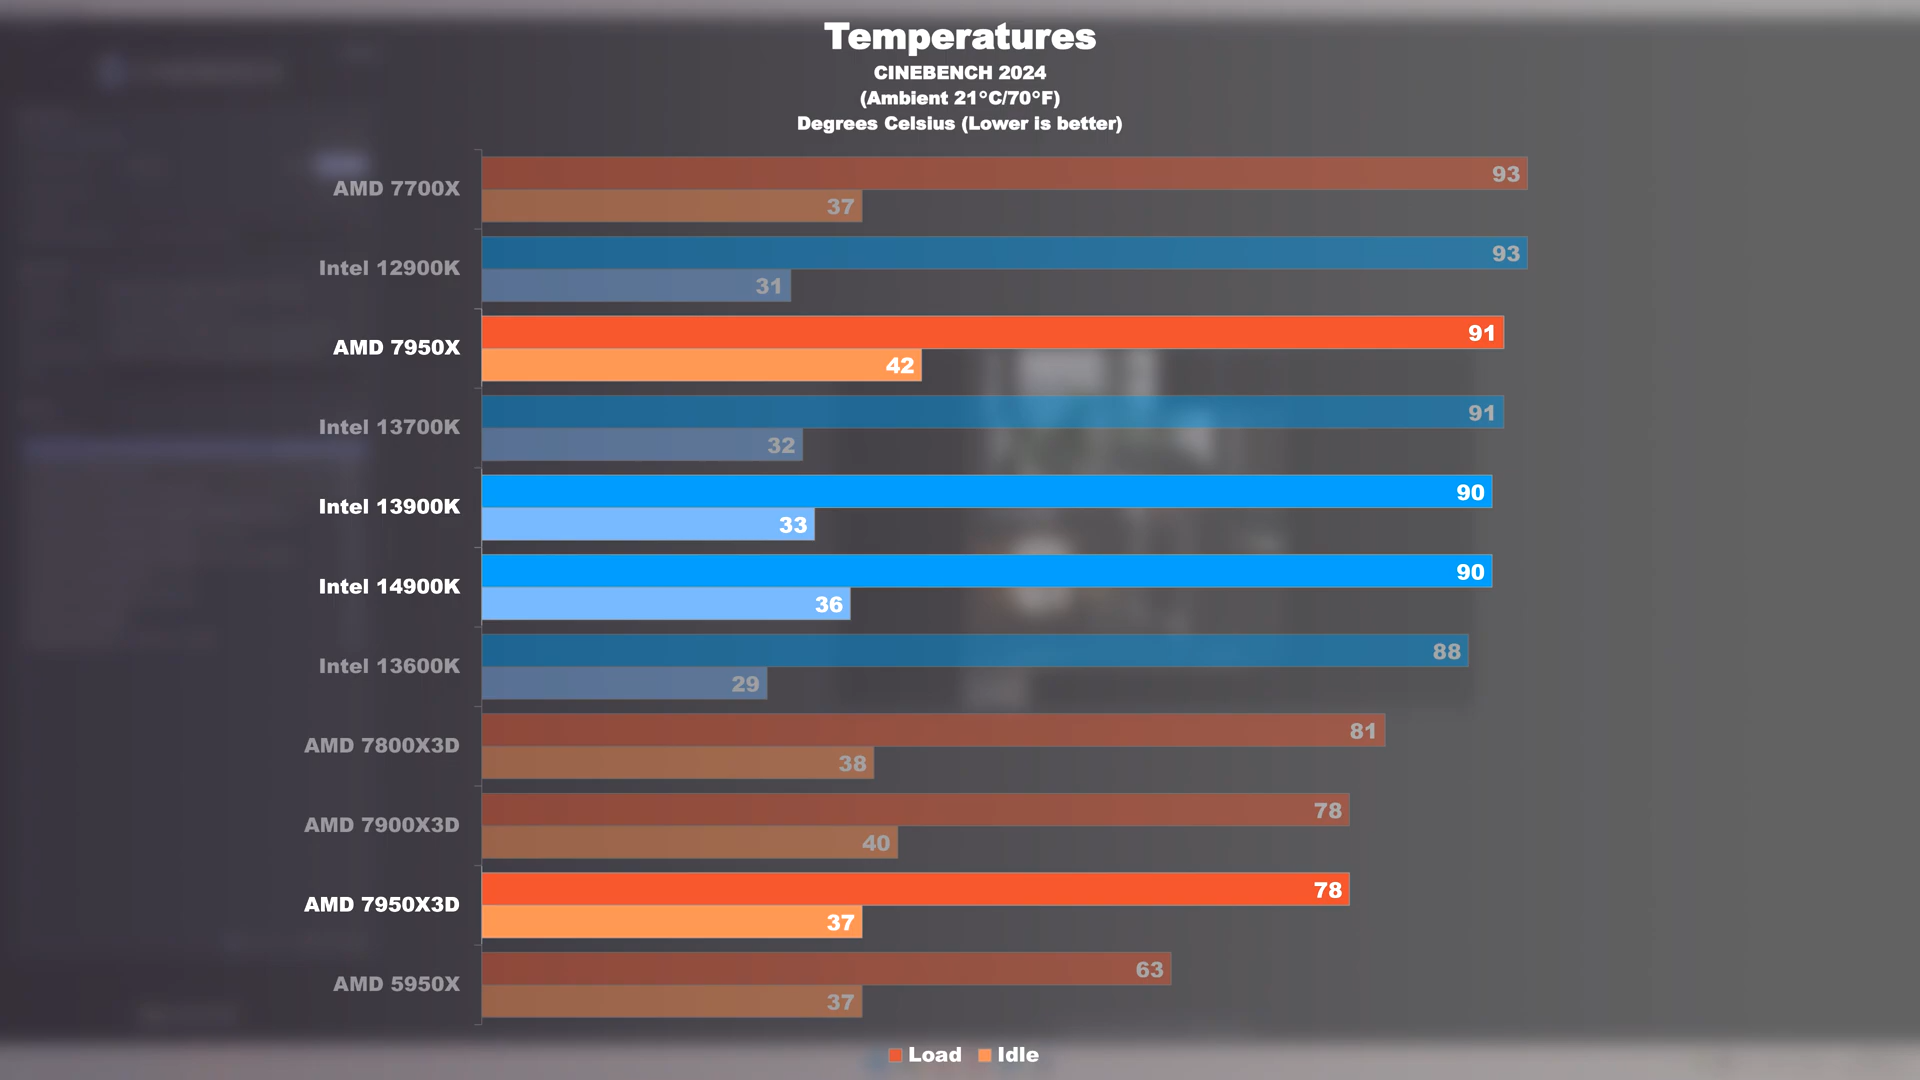 Temperatures
CINEBENCH 2024
(Ambient 21°C/70°F)
Degrees Celsius (Lower is better)
AMD 7700X
93
37
Intel 12900K
93
31
AMD 7950X
91
42
Intel 13700K
91
32
Intel 13900K
90
33
Intel 14900K
90
36
Intel 13600K
88
29
AMD 7800X3D
81
38
AMD 7900X3D
78
40
AMD 7950X3D
78
37
AMD 5950X
63
37
Load Idle